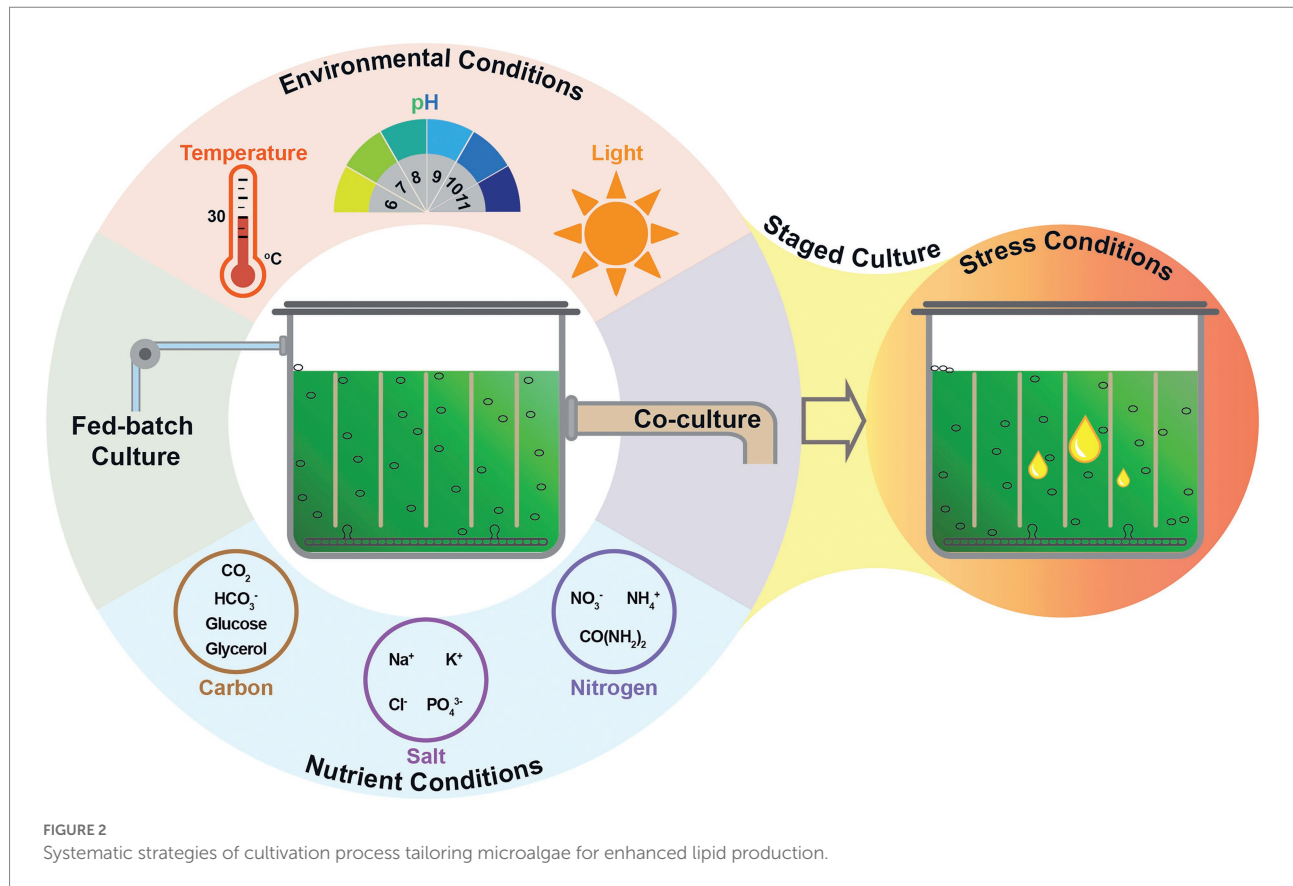 Environmental Conditions
pH
Temperature
Light
6 7 8 9 10 11
30
°C
Staged Culture
Stress Conditions
Fed-batch
Culture
Co-culture
CO₂
HCO₃⁻
Glucose
Glycerol
Carbon
Na⁺ K⁺
Cl⁻ PO₄³⁻
Salt
NO₃⁻ NH₄⁺
CO(NH₂)₂
Nitrogen
Nutrient Conditions
FIGURE 2
Systematic strategies of cultivation process tailoring microalgae for enhanced lipid production.